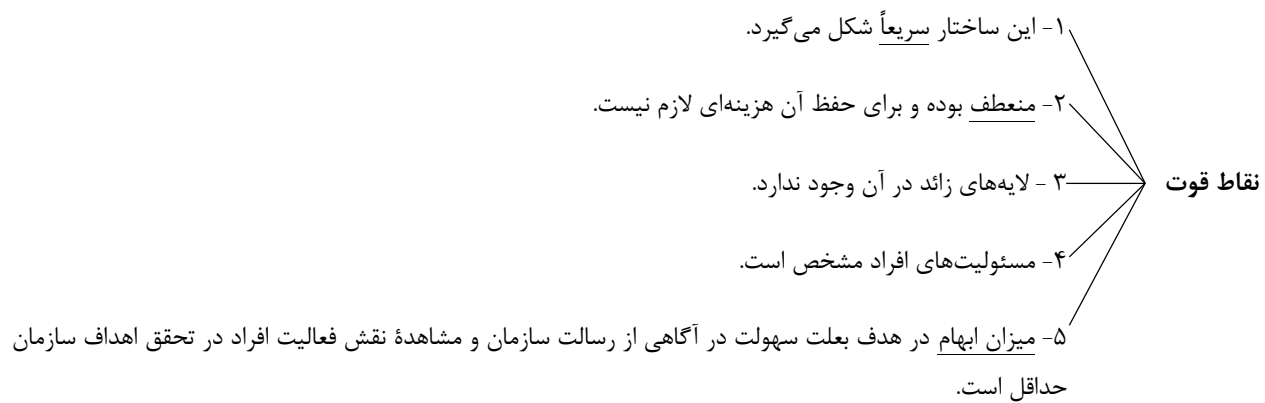 نقاط قوت
۱- این ساختار سریعاً شکل می‌گیرد.
۲- منعطف بوده و برای حفظ آن هزینه‌ای لازم نیست.
۳ - لایه‌های زائد در آن وجود ندارد.
۴- مسئولیت‌های افراد مشخص است.
۵- میزان ابهام در هدف بعلت سهولت در آگاهی از رسالت سازمان و مشاهدۀ نقش فعالیت افراد در تحقق اهداف سازمان
حداقل است.